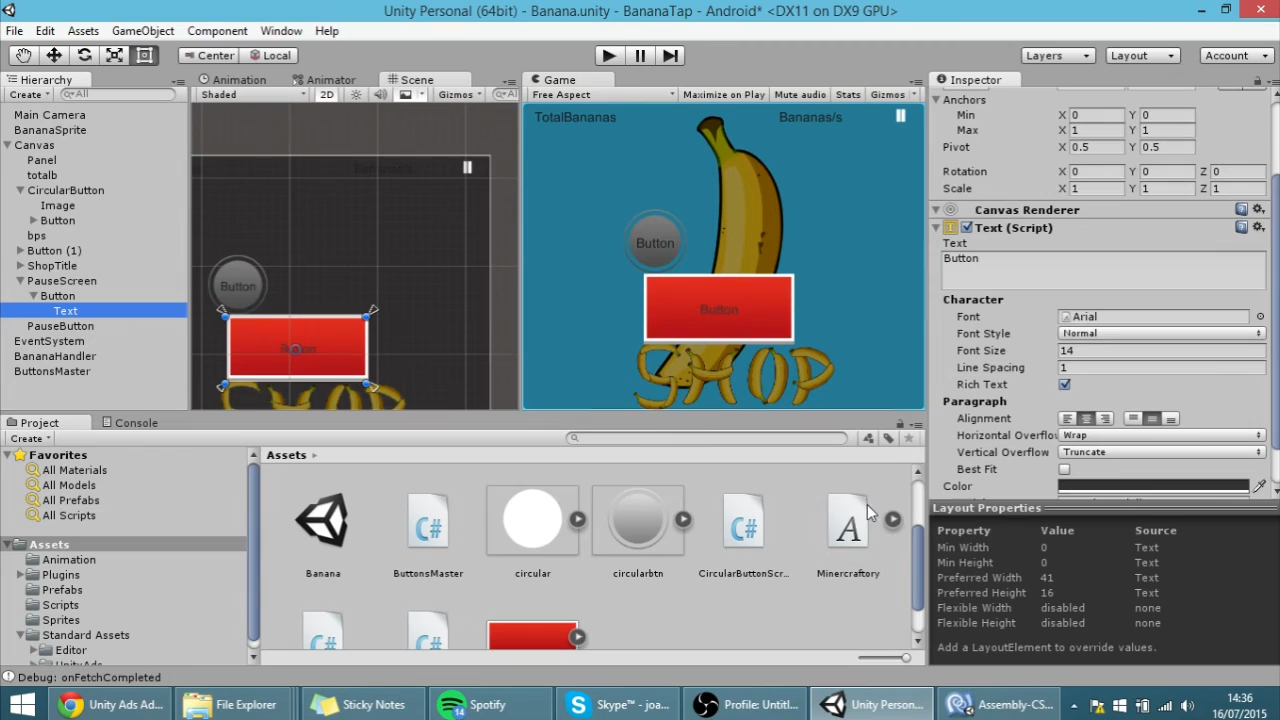 Unity Personal (64bit) - Banana.unity - BananaTap - Android* <DX11 on DX9 GPU>
File Edit Assets GameObject Component Window Help
Center Local Layers Layout Account
Hierarchy Animation Animator Scene Game Inspector
Create All Shaded 2D Gizmos All Free Aspect Maximize on Play Mute audio Stats Gizmos
Main Camera
BananaSprite
Canvas
Panel
totalb
CircularButton
Image
Button
bps
Button (1)
ShopTitle
PauseScreen
Button
Text
PauseButton
EventSystem
BananaHandler
ButtonsMaster
Button
TotalBananas Bananas/s
Button
Button
SHOP
Anchors
Min X 0 Y 0
Max X 1 Y 1
Pivot X 0.5 Y 0.5
Rotation X 0 Y 0 Z 0
Scale X 1 Y 1 Z 1
Canvas Renderer
Text (Script)
Text
Button
Character
Font Arial
Font Style Normal
Font Size 14
Line Spacing 1
Rich Text
Paragraph
Alignment
Horizontal Overflo Wrap
Vertical Overflow Truncate
Best Fit
Color
Layout Properties
Property Value Source
Min Width 0 Text
Min Height 0 Text
Preferred Width 41 Text
Preferred Height 16 Text
Flexible Width disabled none
Flexible Height disabled none
Add a LayoutElement to override values.
Project Console
Create
Favorites
All Materials
All Models
All Prefabs
All Scripts
Assets
Animation
Plugins
Prefabs
Scripts
Sprites
Standard Assets
Editor
UnityAds
Assets
C# C# A
Banana ButtonsMaster circular circularbtn CircularButtonScr... Minercraftory
Debug: onFetchCompleted
Unity Ads Ad... File Explorer Sticky Notes 14 Spotify Skype™ - joa... Profile: Untitl... Unity Person... Assembly-CS...
14:36
16/07/2015